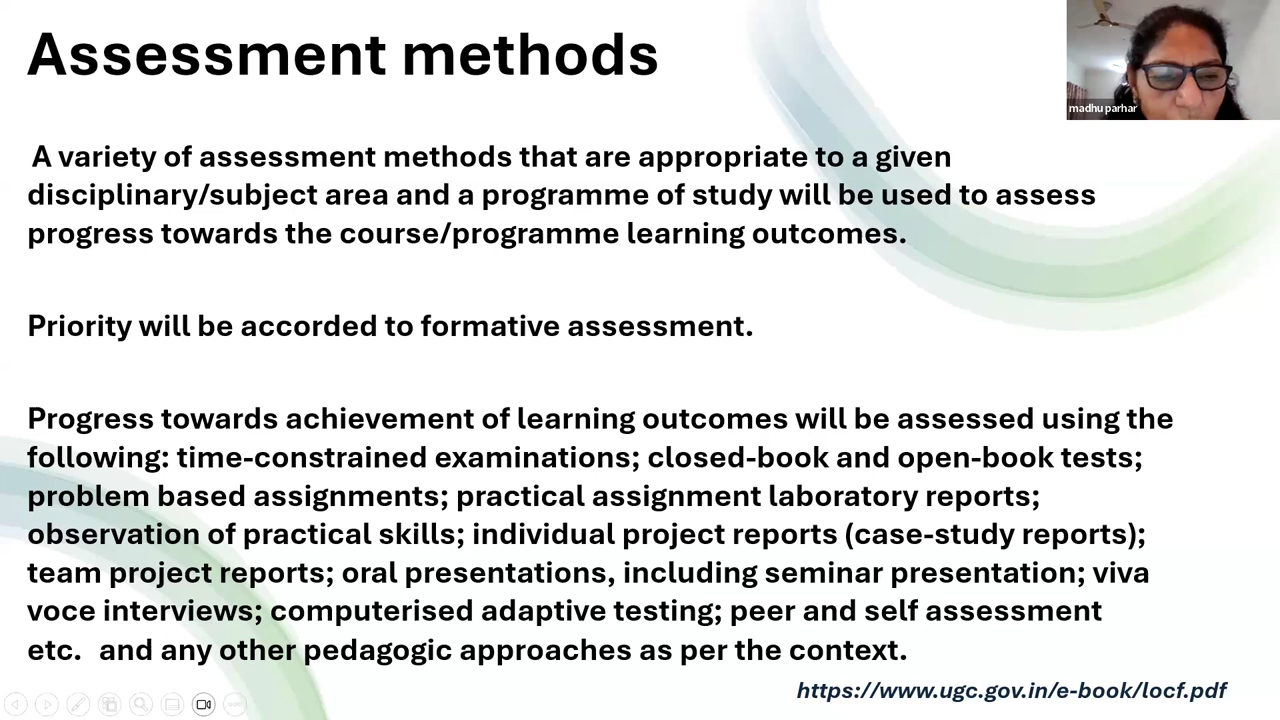 Assessment methods
madhu parhar
A variety of assessment methods that are appropriate to a given
disciplinary/subject area and a programme of study will be used to assess
progress towards the course/programme learning outcomes.
Priority will be accorded to formative assessment.
Progress towards achievement of learning outcomes will be assessed using the
following: time-constrained examinations; closed-book and open-book tests;
problem based assignments; practical assignment laboratory reports;
observation of practical skills; individual project reports (case-study reports);
team project reports; oral presentations, including seminar presentation; viva
voce interviews; computerised adaptive testing; peer and self assessment
etc.  and any other pedagogic approaches as per the context.
https://www.ugc.gov.in/e-book/locf.pdf